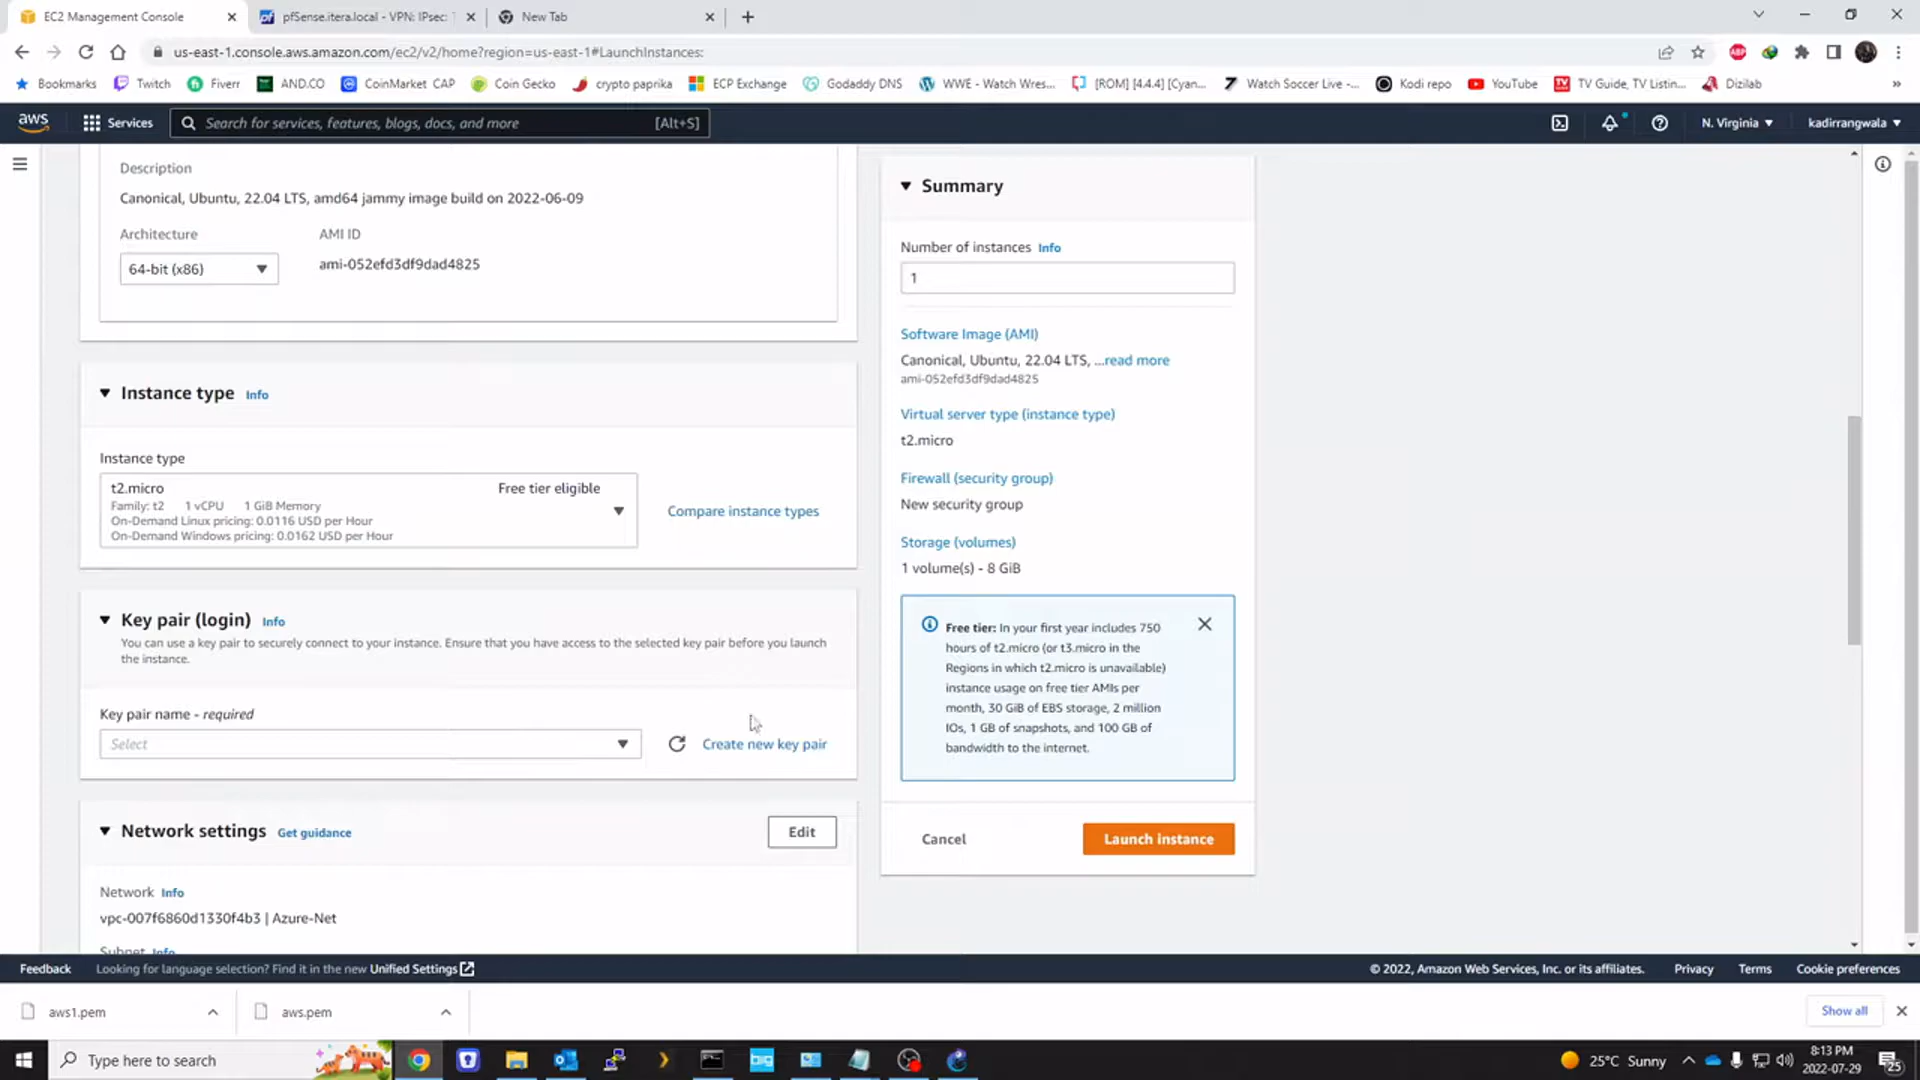 EC2 Management Console
pfSense.itera.local - VPN: IPsec: T
New Tab
us-east-1.console.aws.amazon.com/ec2/v2/home?region=us-east-1#LaunchInstances:
Bookmarks
Twitch
Fiverr
AND.CO
CoinMarket CAP
Coin Gecko
crypto paprika
ECP Exchange
Godaddy DNS
WWE - Watch Wres...
[ROM] [4.4.4] [Cyan...
Watch Soccer Live -...
Kodi repo
YouTube
TV Guide, TV Listin...
Dizilab
aws
Services
Search for services, features, blogs, docs, and more
[Alt+S]
N. Virginia
kadirrangwala
Description
Canonical, Ubuntu, 22.04 LTS, amd64 jammy image build on 2022-06-09
Architecture
AMI ID
64-bit (x86)
ami-052efd3df9dad4825
Instance type Info
Instance type
t2.micro
Free tier eligible
Family: t2 1 vCPU 1 GiB Memory
On-Demand Linux pricing: 0.0116 USD per Hour
On-Demand Windows pricing: 0.0162 USD per Hour
Compare instance types
Key pair (login) Info
You can use a key pair to securely connect to your instance. Ensure that you have access to the selected key pair before you launch
the instance.
Key pair name - required
Select
Create new key pair
Network settings Get guidance
Edit
Network Info
vpc-007f6860d1330f4b3 | Azure-Net
Subnet Info
Summary
Number of instances Info
1
Software Image (AMI)
Canonical, Ubuntu, 22.04 LTS, ...read more
ami-052efd3df9dad4825
Virtual server type (instance type)
t2.micro
Firewall (security group)
New security group
Storage (volumes)
1 volume(s) - 8 GiB
Free tier: In your first year includes 750
hours of t2.micro (or t3.micro in the
Regions in which t2.micro is unavailable)
instance usage on free tier AMIs per
month, 30 GiB of EBS storage, 2 million
IOs, 1 GB of snapshots, and 100 GB of
bandwidth to the internet.
Cancel
Launch instance
Feedback
Looking for language selection? Find it in the new Unified Settings
© 2022, Amazon Web Services, Inc. or its affiliates.
Privacy
Terms
Cookie preferences
aws1.pem
aws.pem
Show all
Type here to search
25°C Sunny
8:13 PM
2022-07-29
25